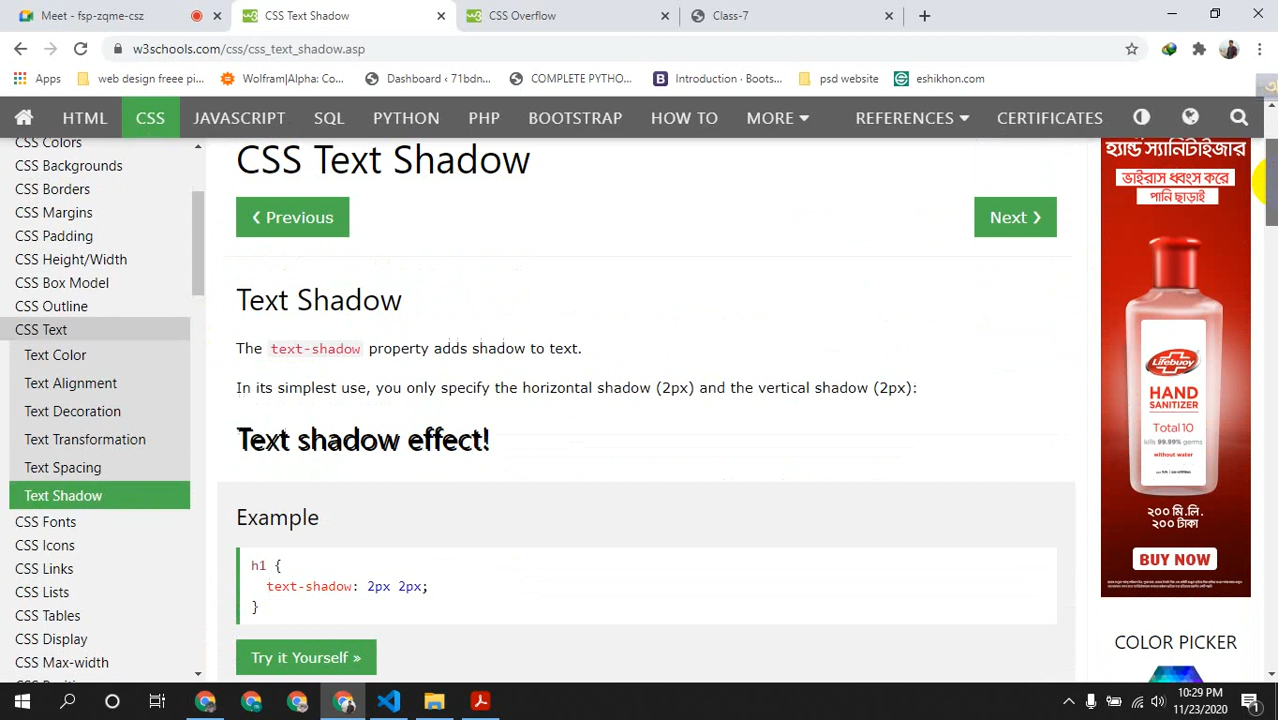 Meet - fsp-zqme-csz
CSS Text Shadow
CSS Overflow
Class-7
w3schools.com/css/css_text_shadow.asp
Apps
web design freee pi...
Wolfram|Alpha: Co...
Dashboard ‹ 71bdn...
COMPLETE PYTHO...
Introduction · Boots...
psd website
eshikhon.com
HTML
CSS
JAVASCRIPT
SQL
PYTHON
PHP
BOOTSTRAP
HOW TO
MORE
REFERENCES
CERTIFICATES
CSS Colors
CSS Backgrounds
CSS Borders
CSS Margins
CSS Padding
CSS Height/Width
CSS Box Model
CSS Outline
CSS Text
Text Color
Text Alignment
Text Decoration
Text Transformation
Text Spacing
Text Shadow
CSS Fonts
CSS Icons
CSS Links
CSS Lists
CSS Tables
CSS Display
CSS Max-width
CSS Text Shadow
❮ Previous
Next ❯
Text Shadow
The text-shadow property adds shadow to text.
In its simplest use, you only specify the horizontal shadow (2px) and the vertical shadow (2px):
Text shadow effect!
Example
h1 {
text-shadow: 2px 2px;
}
Try it Yourself »
হ্যান্ড স্যানিটাইজার
ভাইরাস ধ্বংস করে
পানি ছাড়াই
Lifebuoy
HAND
SANITIZER
Total 10
kills 99.99% germs
without water
২০০ মি.লি.
২০০ টাকা
BUY NOW
COLOR PICKER
10:29 PM
11/23/2020